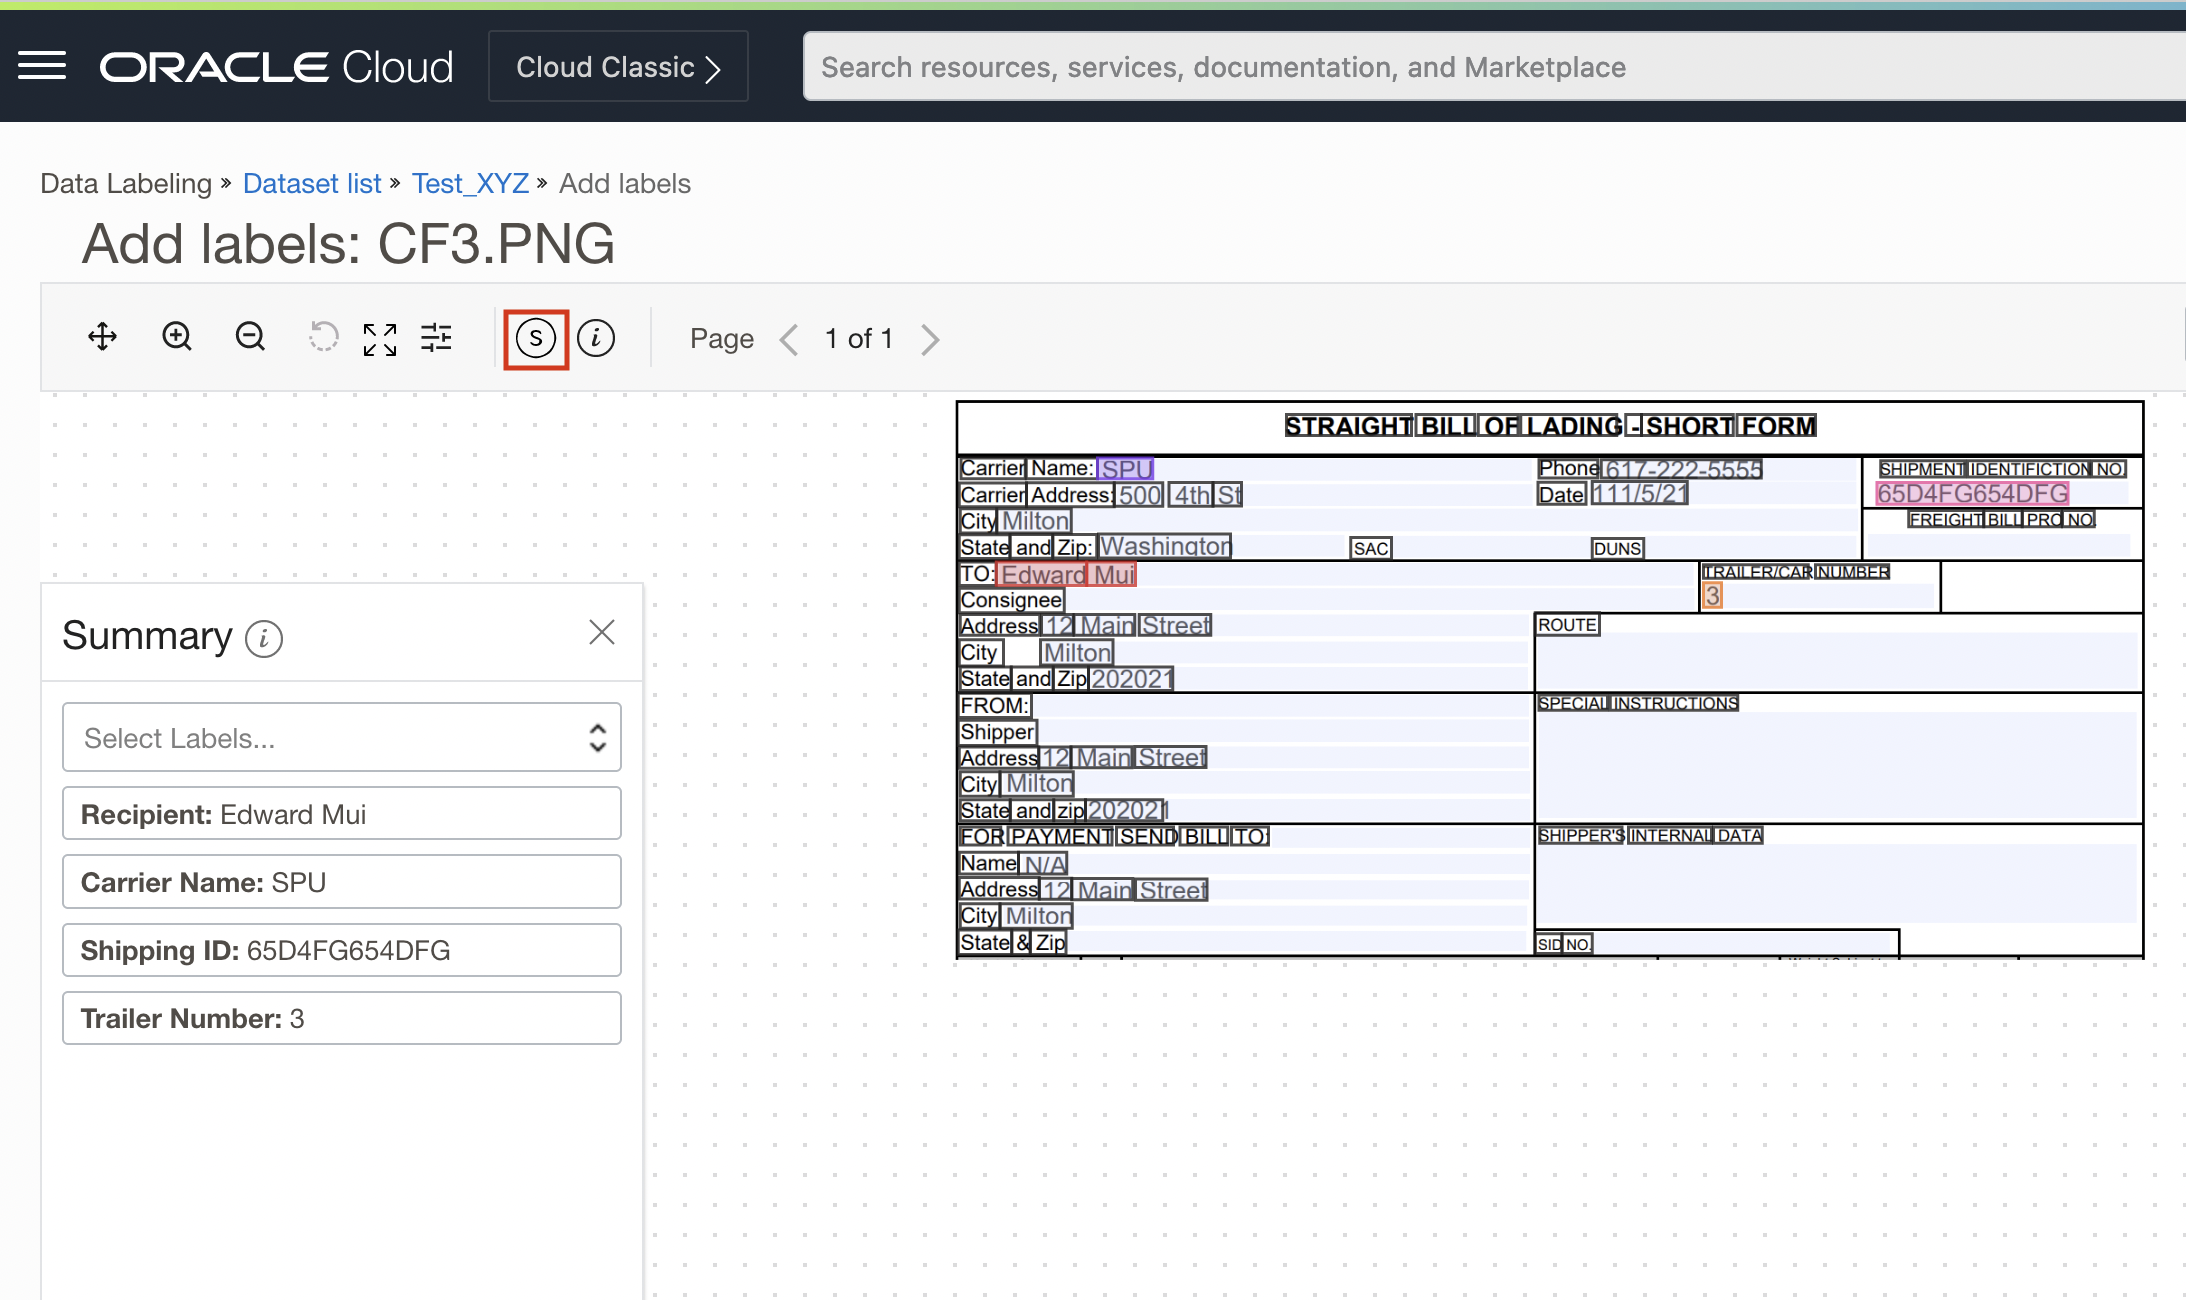 ORACLE Cloud
Cloud Classic
Search resources, services, documentation, and Marketplace
Data Labeling » Dataset list » Test_XYZ » Add labels
Add labels: CF3.PNG
S i Page 1 of 1
STRAIGHT BILL OF LADING - SHORT FORM
Carrier Name: SPU
Phone 617-222-5555
SHIPMENT IDENTIFICTION NO.
Carrier Address: 500 4th St
Date 111/5/21
65D4FG654DFG
City Milton
FREIGHT BILL PRO NO.
State and Zip: Washington
SAC
DUNS
TO: Edward Mui
TRAILER/CAR NUMBER
3
Consignee
Address 12 Main Street
ROUTE
City Milton
State and Zip 202021
FROM:
SPECIAL INSTRUCTIONS
Shipper
Address 12 Main Street
City Milton
State and zip 202021
FOR PAYMENT SEND BILL TO:
SHIPPER'S INTERNAL DATA
Name N/A
Address 12 Main Street
City Milton
State & Zip
SID NO.
Summary i
Select Labels...
Recipient: Edward Mui
Carrier Name: SPU
Shipping ID: 65D4FG654DFG
Trailer Number: 3